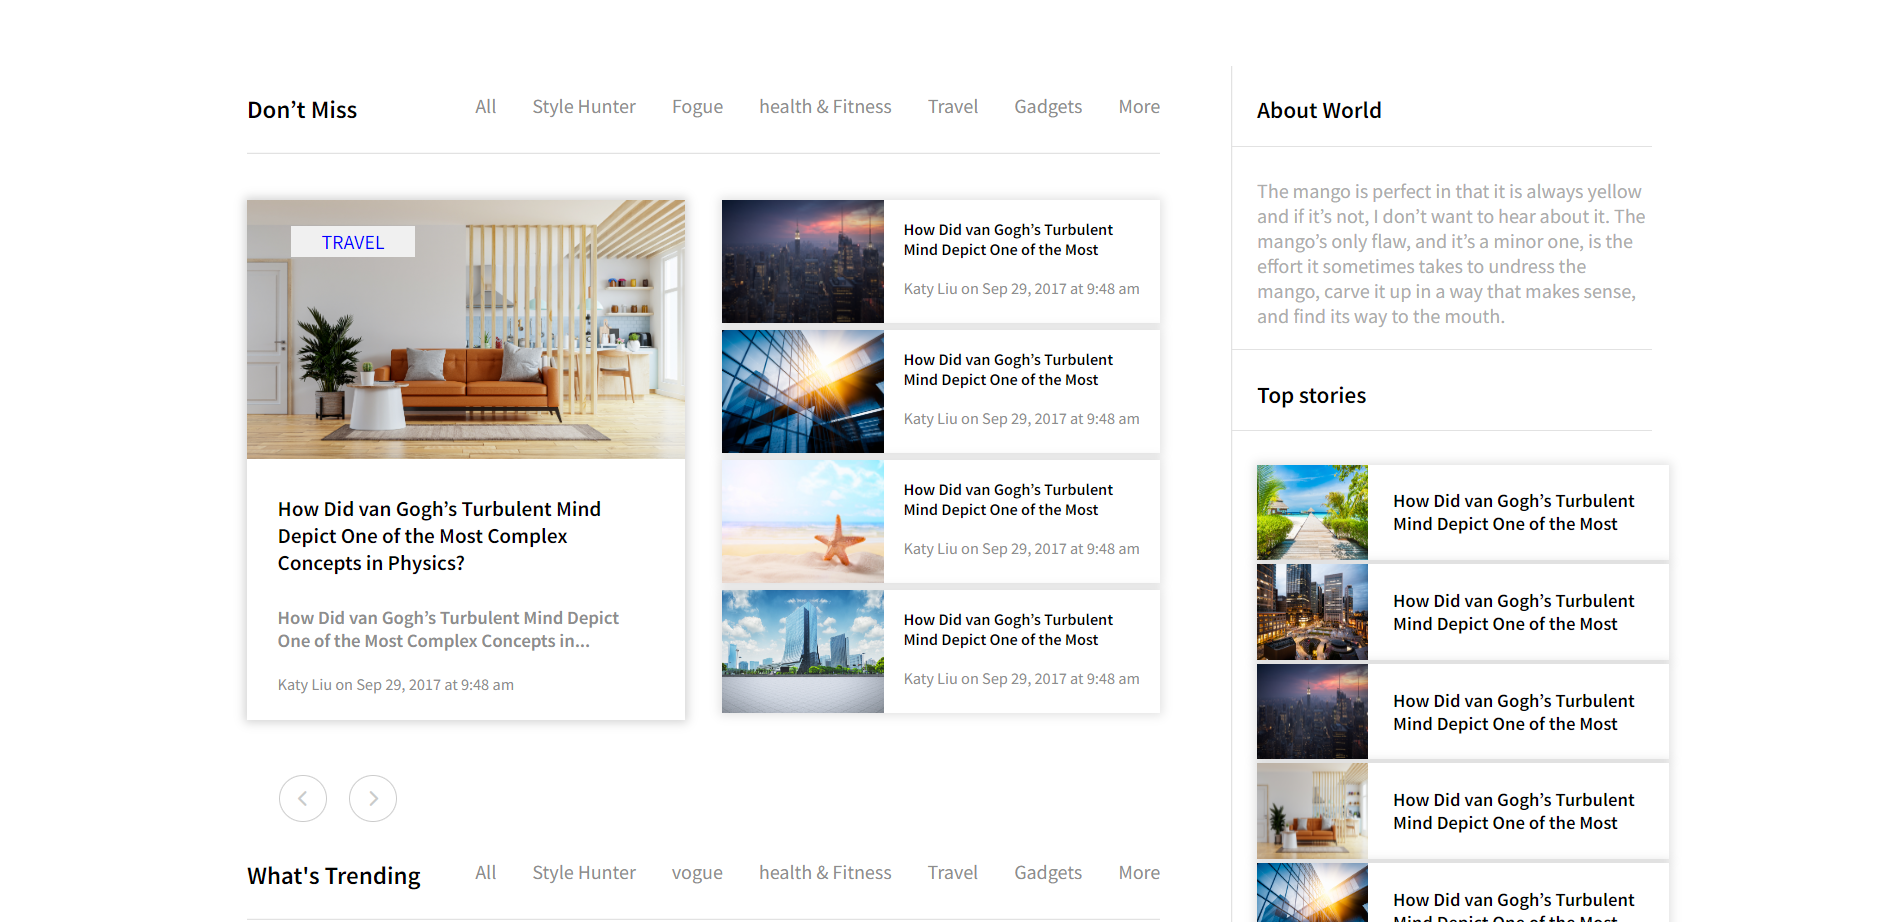 Don’t Miss
All Style Hunter Fogue health & Fitness Travel Gadgets More
TRAVEL
How Did van Gogh’s Turbulent Mind
Depict One of the Most Complex
Concepts in Physics?
How Did van Gogh’s Turbulent Mind Depict
One of the Most Complex Concepts in...
Katy Liu on Sep 29, 2017 at 9:48 am
How Did van Gogh’s Turbulent
Mind Depict One of the Most
Katy Liu on Sep 29, 2017 at 9:48 am
How Did van Gogh’s Turbulent
Mind Depict One of the Most
Katy Liu on Sep 29, 2017 at 9:48 am
How Did van Gogh’s Turbulent
Mind Depict One of the Most
Katy Liu on Sep 29, 2017 at 9:48 am
How Did van Gogh’s Turbulent
Mind Depict One of the Most
Katy Liu on Sep 29, 2017 at 9:48 am
What's Trending
All Style Hunter vogue health & Fitness Travel Gadgets More
About World
The mango is perfect in that it is always yellow
and if it’s not, I don’t want to hear about it. The
mango’s only flaw, and it’s a minor one, is the
effort it sometimes takes to undress the
mango, carve it up in a way that makes sense,
and find its way to the mouth.
Top stories
How Did van Gogh’s Turbulent
Mind Depict One of the Most
How Did van Gogh’s Turbulent
Mind Depict One of the Most
How Did van Gogh’s Turbulent
Mind Depict One of the Most
How Did van Gogh’s Turbulent
Mind Depict One of the Most
How Did van Gogh’s Turbulent
Mind Depict One of the Most